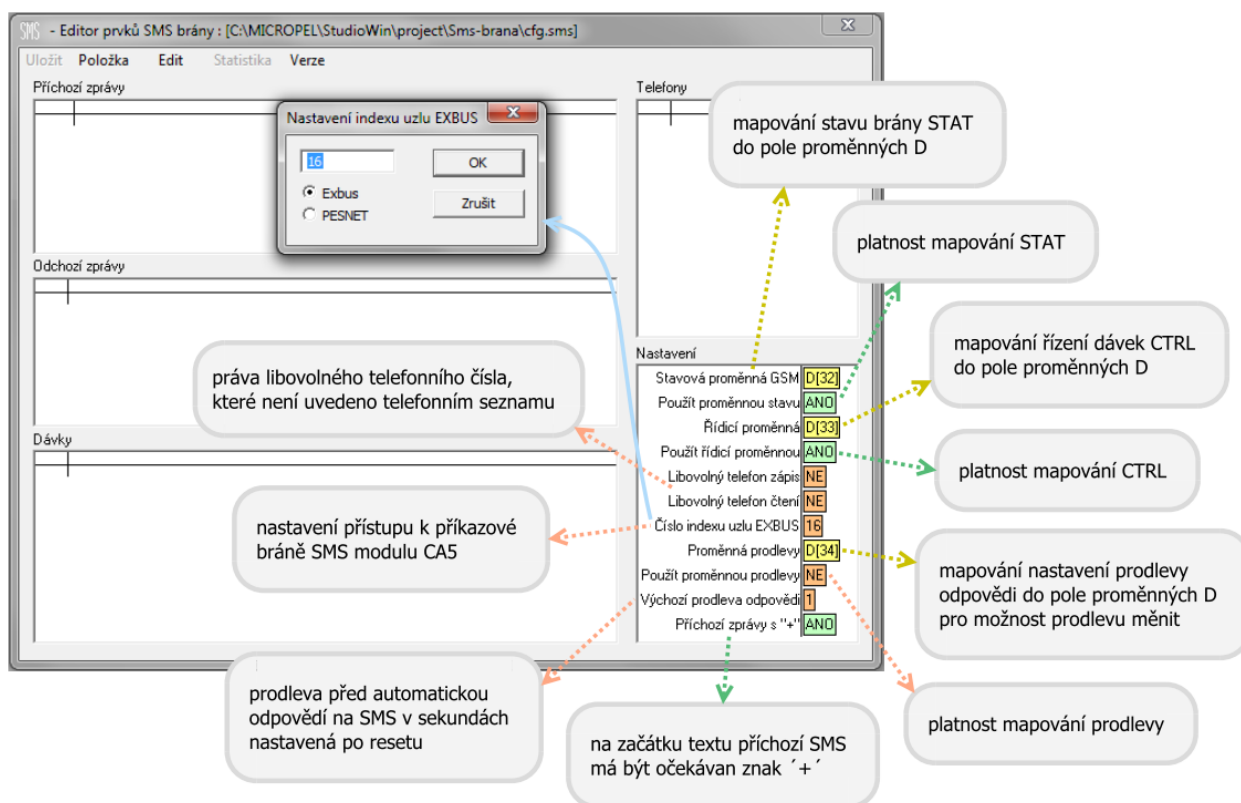 SMS - Editor prvků SMS brány : [C:\MICROPEL\StudioWin\project\Sms-brana\cfg.sms]
Uložit Položka Edit Statistika Verze
Příchozí zprávy
Telefony
Nastavení indexu uzlu EXBUS
16
OK
Exbus
PESNET
Zrušit
mapování stavu brány STAT
do pole proměnných D
platnost mapování STAT
Odchozí zprávy
mapování řízení dávek CTRL
do pole proměnných D
práva libovolného telefonního čísla,
které není uvedeno telefonním seznamu
Nastavení
Stavová proměnná GSM D[32]
Použít proměnnou stavu ANO
Řídicí proměnná D[33]
Použít řídicí proměnnou ANO
Libovolný telefon zápis NE
Libovolný telefon čtení NE
Číslo indexu uzlu EXBUS 16
Proměnná prodlevy D[34]
Použít proměnnou prodlevy NE
Výchozí prodleva odpovědi 1
Příchozí zprávy s "+" ANO
Dávky
platnost mapování CTRL
nastavení přístupu k příkazové
bráně SMS modulu CA5
mapování nastavení prodlevy
odpovědi do pole proměnných D
pro možnost prodlevu měnit
prodleva před automatickou
odpovědí na SMS v sekundách
nastavená po resetu
platnost mapování prodlevy
na začátku textu příchozí SMS
má být očekávan znak ´+´